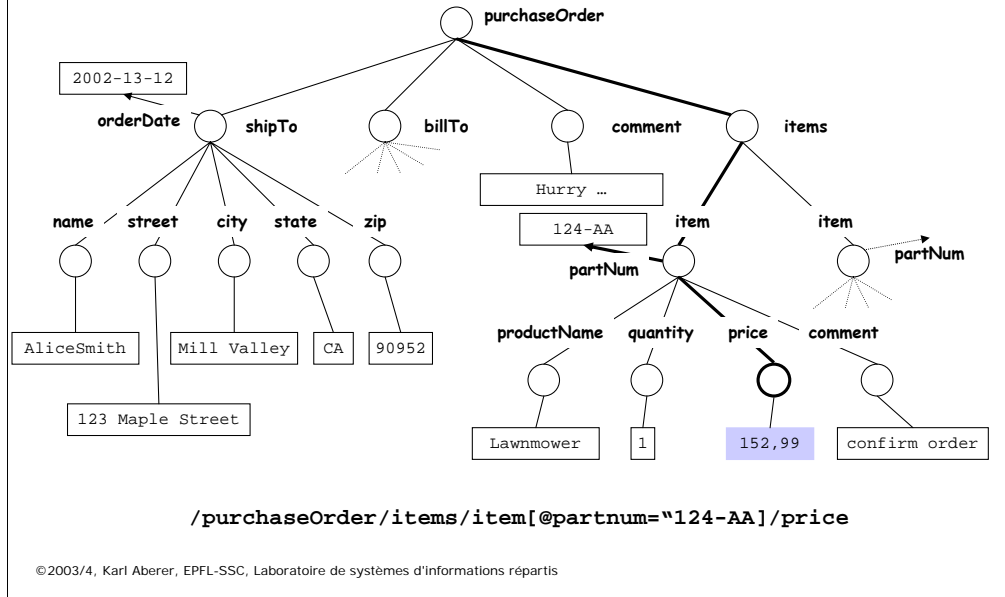 purchaseOrder
2002-13-12
orderDate
shipTo
billTo
comment
items
Hurry …
name
street
city
state
zip
124-AA
item
item
partNum
partNum
productName
quantity
price
comment
AliceSmith
Mill Valley
CA
90952
123 Maple Street
Lawnmower
1
152,99
confirm order
/purchaseOrder/items/item[@partnum=“124-AA]/price
©2003/4, Karl Aberer, EPFL-SSC, Laboratoire de systèmes d'informations répartis